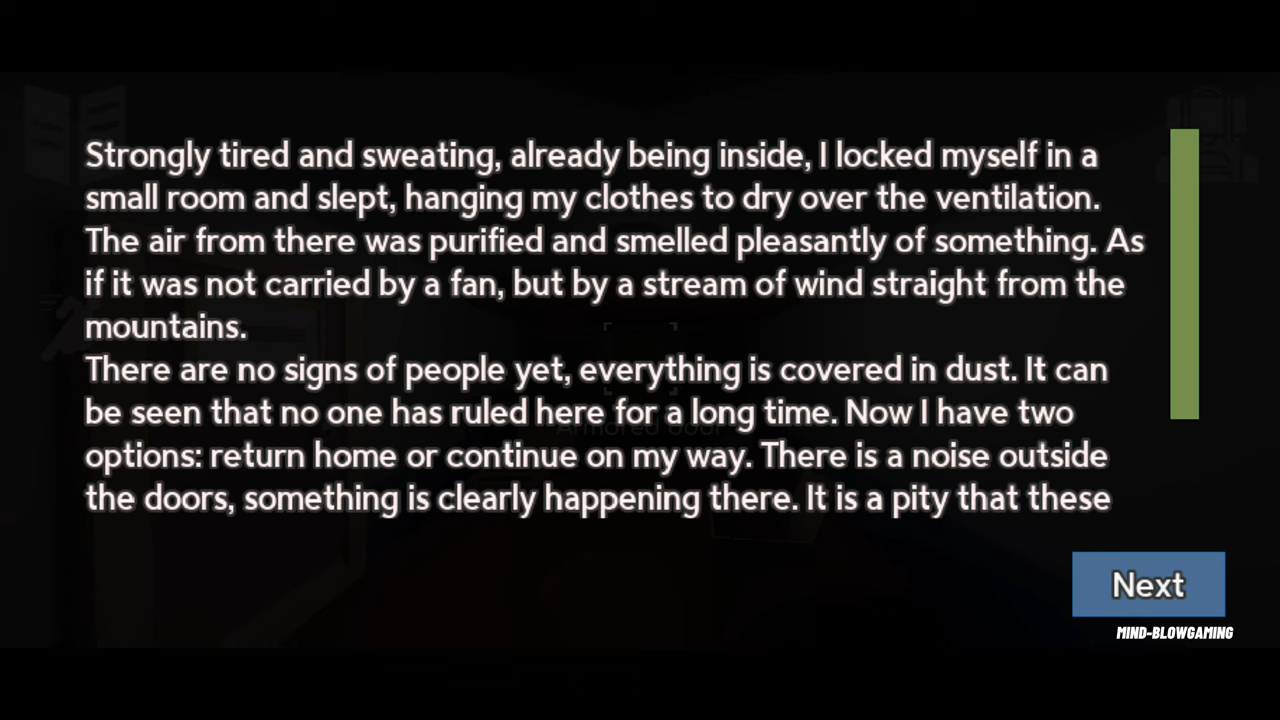 Strongly tired and sweating, already being inside, I locked myself in a
small room and slept, hanging my clothes to dry over the ventilation.
The air from there was purified and smelled pleasantly of something. As
if it was not carried by a fan, but by a stream of wind straight from the
mountains.
There are no signs of people yet, everything is covered in dust. It can
be seen that no one has ruled here for a long time. Now I have two
Armored door
options: return home or continue on my way. There is a noise outside
the doors, something is clearly happening there. It is a pity that these
Next
MIND-BLOWGAMING